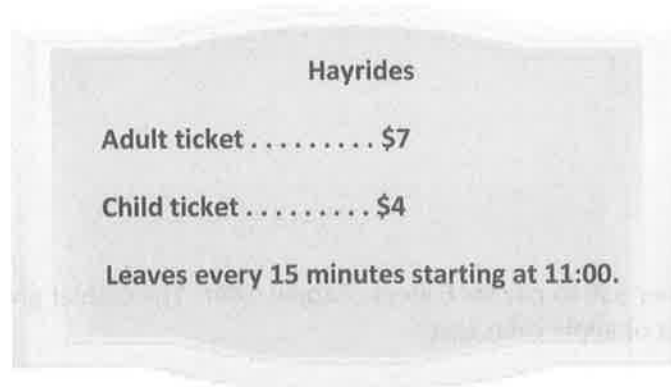 Hayrides
Adult ticket . . . . . . . . . $7
Child ticket . . . . . . . . . $4
Leaves every 15 minutes starting at 11:00.